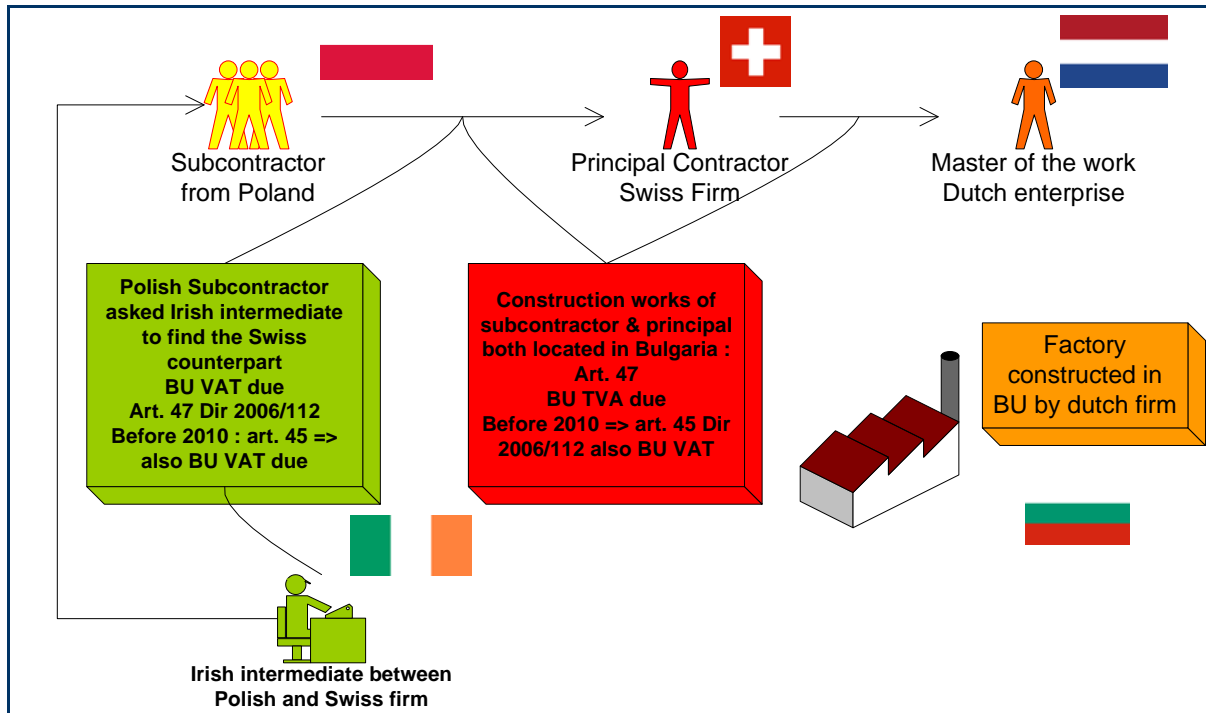 Subcontractor
from Poland
Principal Contractor
Swiss Firm
Master of the work
Dutch enterprise
Polish Subcontractor
asked Irish intermediate
to find the Swiss
counterpart
BU VAT due
Art. 47 Dir 2006/112
Before 2010 : art. 45 =>
also BU VAT due
Construction works of
subcontractor & principal
both located in Bulgaria :
Art. 47
BU TVA due
Before 2010 => art. 45 Dir
2006/112 also BU VAT
Factory
constructed in
BU by dutch firm
Irish intermediate between
Polish and Swiss firm